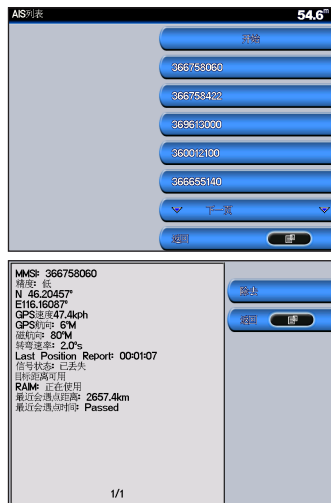 AIS列表
54.6m
开始
366758060
366758422
369613000
360012100
366655140
下一页
返回
MMSI: 366758060
精度: 低
N 46.20457°
E116.16087°
GPS速度47.4kph
GPS航向: 6°M
磁航向: 80°M
转弯速率: 2.0°s
Last Position Report: 00:01:07
信号状态: 已丢失
目标距离可用
RAIM: 正在使用
最近会遇点距离: 2657.4km
最近会遇点时间: Passed
1/1
返回